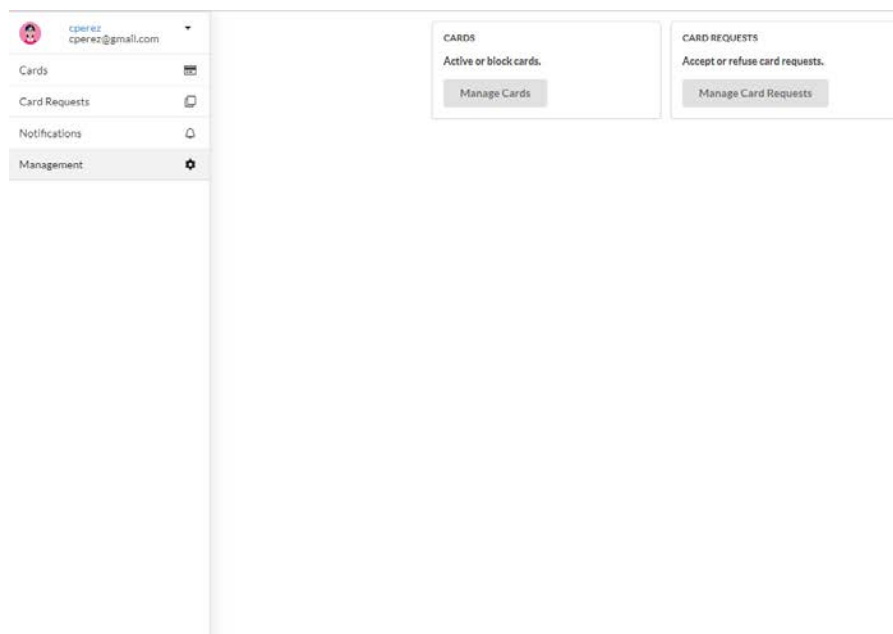 cperez
cperez@gmail.com
Cards
Card Requests
Notifications
Management
CARDS
Active or block cards.
Manage Cards
CARD REQUESTS
Accept or refuse card requests.
Manage Card Requests